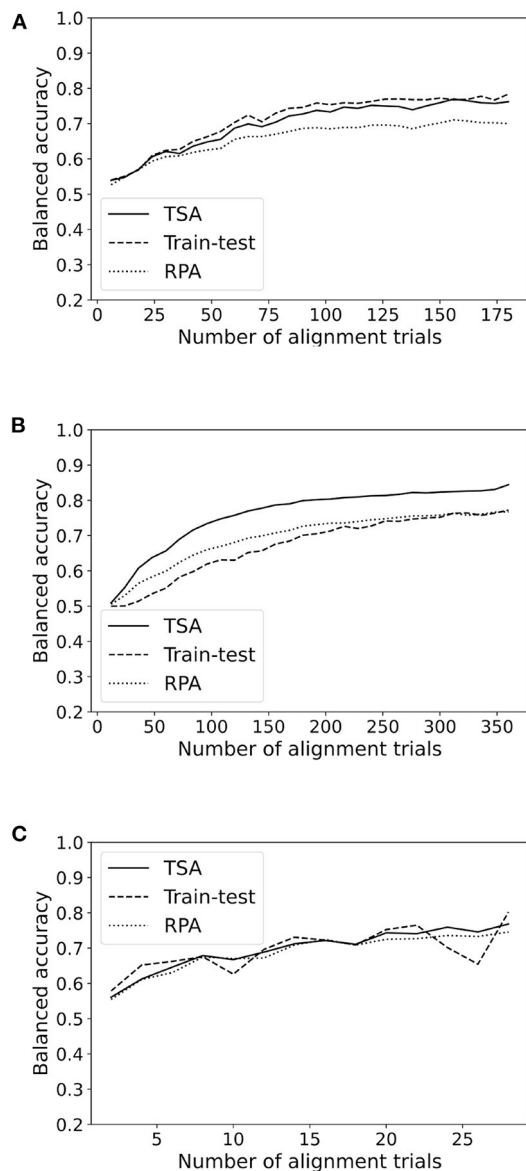 A
Balanced accuracy
1.0
0.9
0.8
0.7
0.6
0.5
0.4
0.3
0.2
TSA
Train-test
RPA
0 25 50 75 100 125 150 175
Number of alignment trials
B
Balanced accuracy
1.0
0.9
0.8
0.7
0.6
0.5
0.4
0.3
0.2
TSA
Train-test
RPA
0 50 100 150 200 250 300 350
Number of alignment trials
C
Balanced accuracy
1.0
0.9
0.8
0.7
0.6
0.5
0.4
0.3
0.2
TSA
Train-test
RPA
5 10 15 20 25
Number of alignment trials